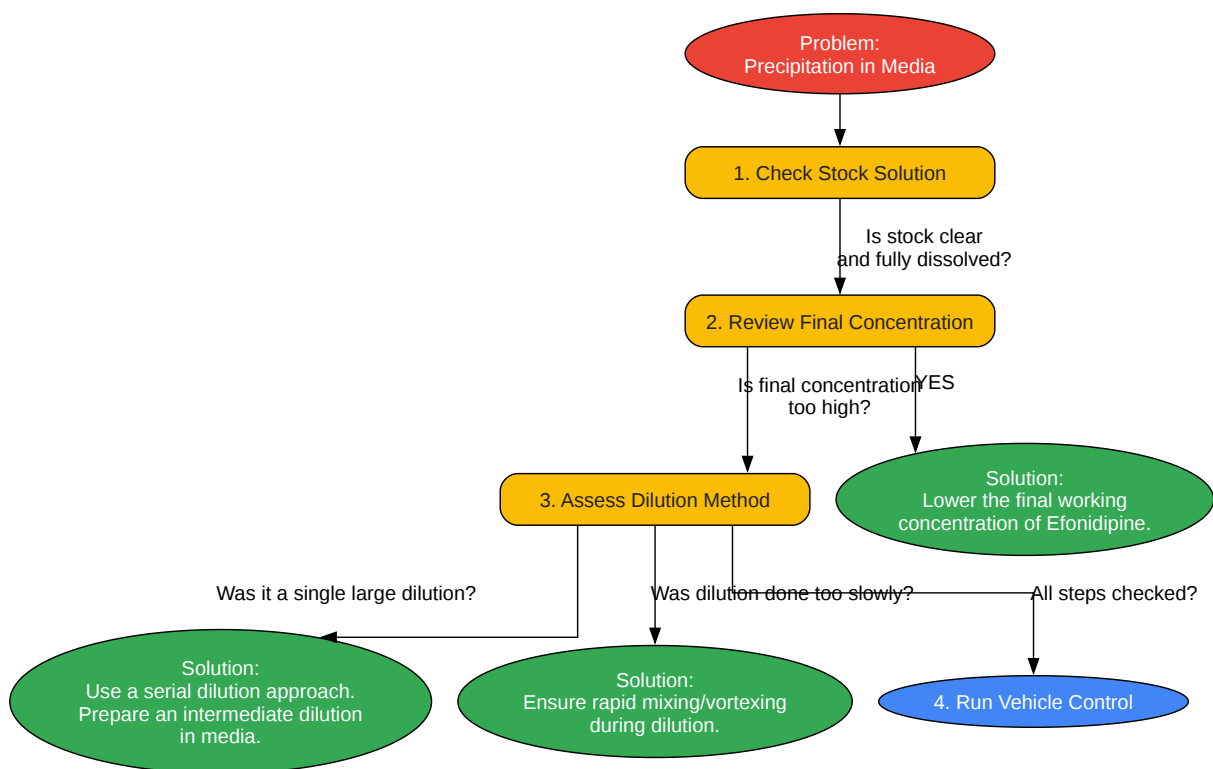 Problem:
Precipitation in Media
1. Check Stock Solution
Is stock clear
and fully dissolved?
2. Review Final Concentration
Is final concentration
too high?
YES
Solution:
Lower the final working
concentration of Efonidipine.
3. Assess Dilution Method
Was it a single large dilution?
Was dilution done too slowly?
All steps checked?
Solution:
Use a serial dilution approach.
Prepare an intermediate dilution
in media.
Solution:
Ensure rapid mixing/vortexing
during dilution.
4. Run Vehicle Control